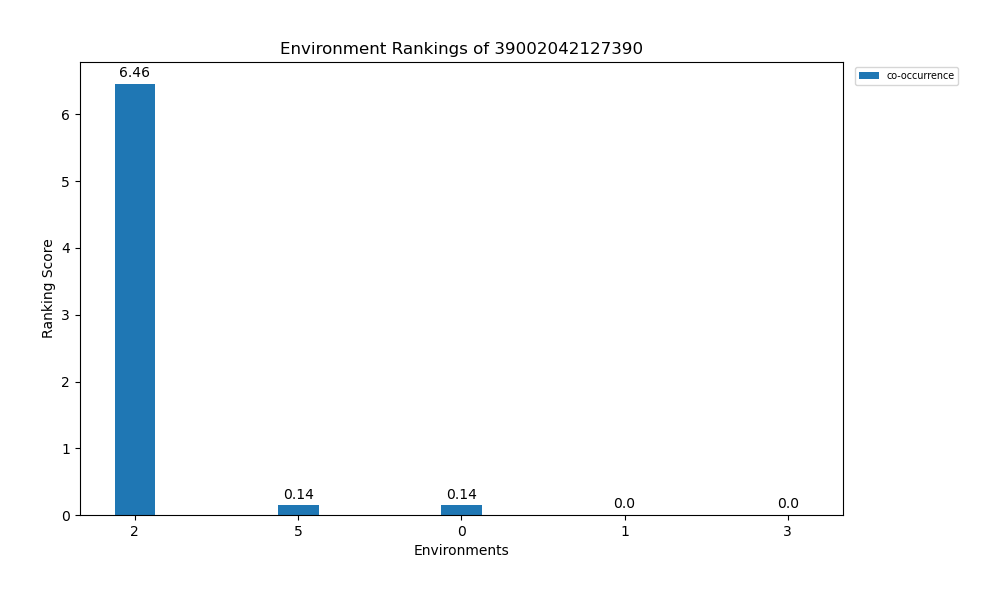 Environment Rankings of 39002042127390
co-occurrence
6.46
0.14
0.14
0.0
0.0
Ranking Score
6
5
4
3
2
1
0
2 5 0 1 3
Environments